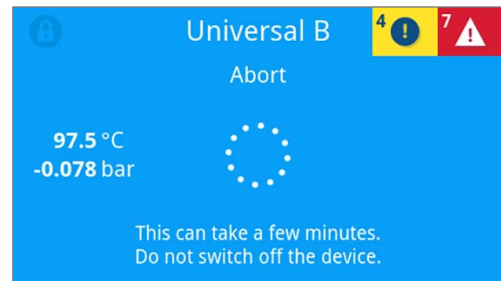 Universal B
4 !
7 !
Abort
97.5 °C
-0.078 bar
This can take a few minutes.
Do not switch off the device.